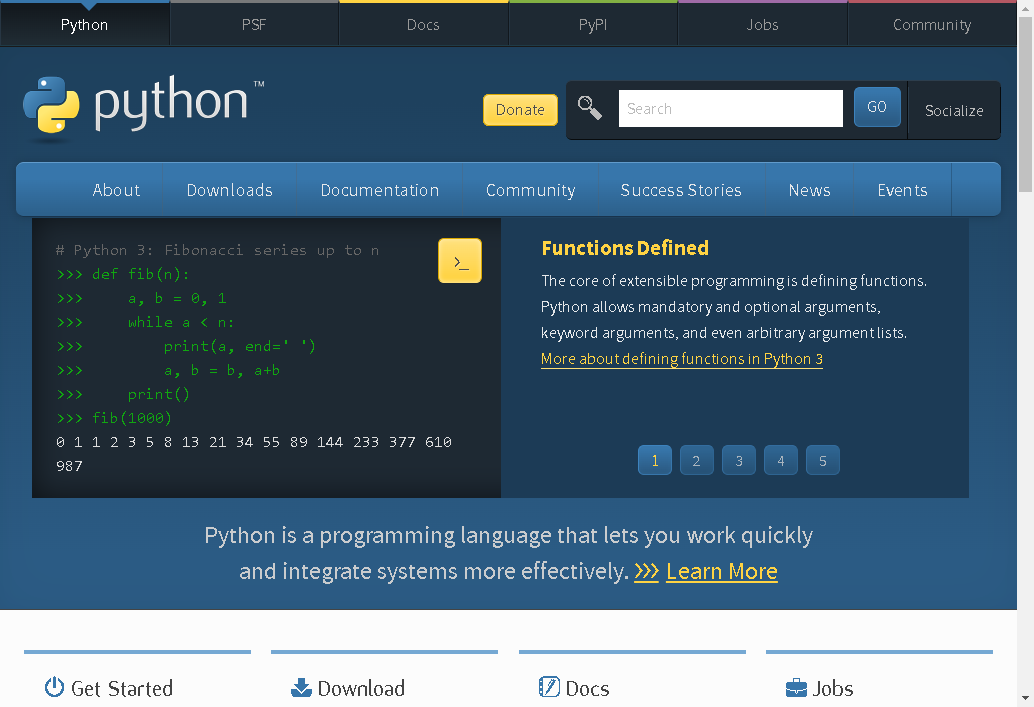 Python PSF Docs PyPI Jobs Community
python™
Donate Search GO Socialize
About Downloads Documentation Community Success Stories News Events
# Python 3: Fibonacci series up to n
>>> def fib(n):
>>>     a, b = 0, 1
>>>     while a < n:
>>>         print(a, end=' ')
>>>         a, b = b, a+b
>>>     print()
>>> fib(1000)
0 1 1 2 3 5 8 13 21 34 55 89 144 233 377 610
987
>_
Functions Defined
The core of extensible programming is defining functions.
Python allows mandatory and optional arguments,
keyword arguments, and even arbitrary argument lists.
More about defining functions in Python 3
1 2 3 4 5
Python is a programming language that lets you work quickly
and integrate systems more effectively. >>> Learn More
Get Started Download Docs Jobs